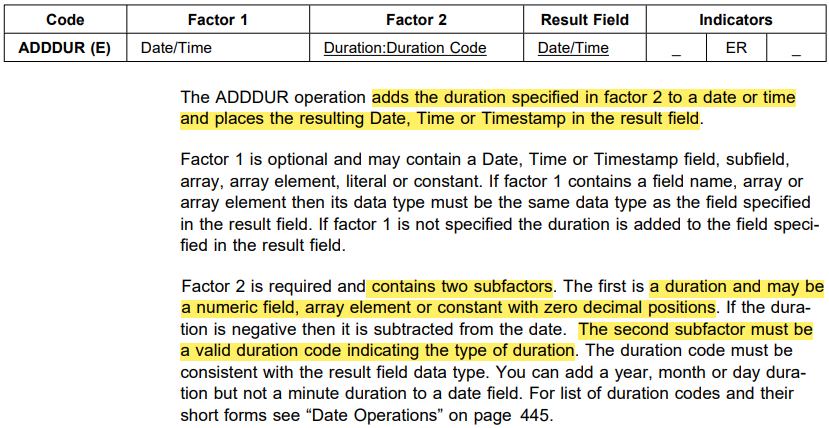 Code Factor 1 Factor 2 Result Field Indicators
ADDDUR (E) Date/Time Duration:Duration Code Date/Time _ ER _
The ADDDUR operation adds the duration specified in factor 2 to a date or time
and places the resulting Date, Time or Timestamp in the result field.
Factor 1 is optional and may contain a Date, Time or Timestamp field, subfield,
array, array element, literal or constant. If factor 1 contains a field name, array or
array element then its data type must be the same data type as the field specified
in the result field. If factor 1 is not specified the duration is added to the field speci-
fied in the result field.
Factor 2 is required and contains two subfactors. The first is a duration and may be
a numeric field, array element or constant with zero decimal positions. If the dura-
tion is negative then it is subtracted from the date. The second subfactor must be
a valid duration code indicating the type of duration. The duration code must be
consistent with the result field data type. You can add a year, month or day dura-
tion but not a minute duration to a date field. For list of duration codes and their
short forms see “Date Operations” on page 445.